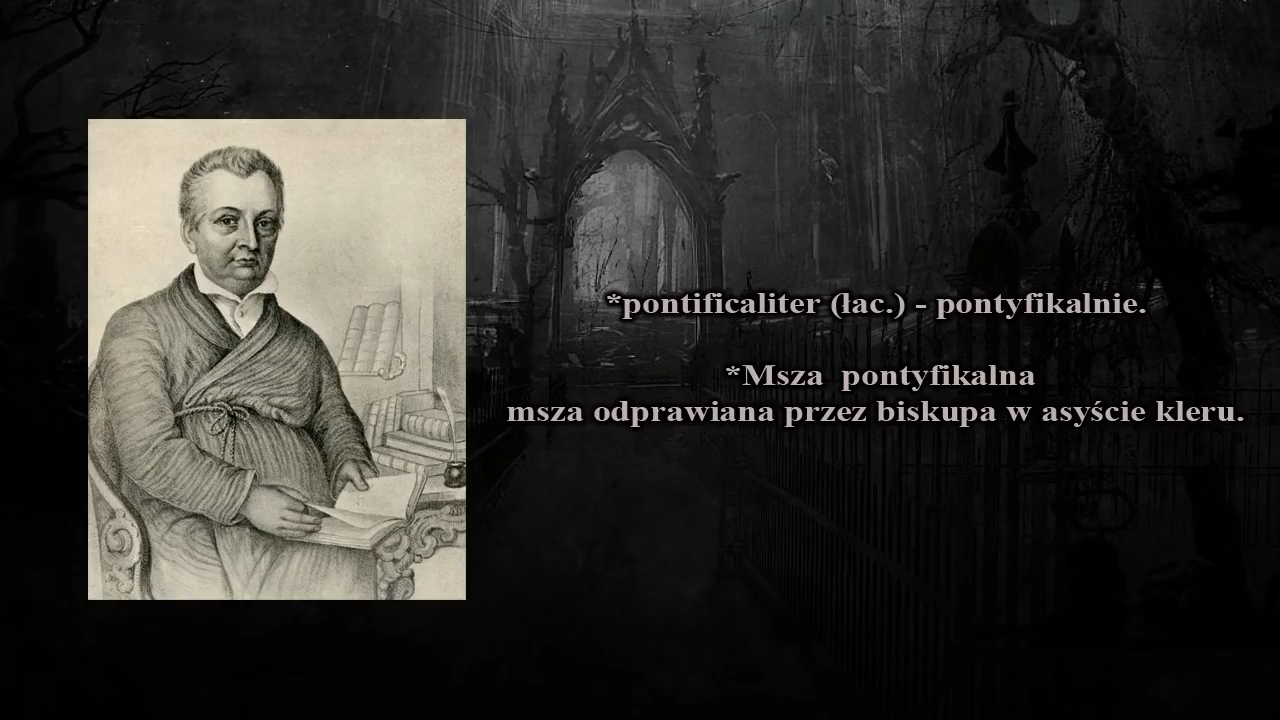 *pontificaliter (łac.) - pontyfikalnie.
*Msza pontyfikalna
msza odprawiana przez biskupa w asyście kleru.